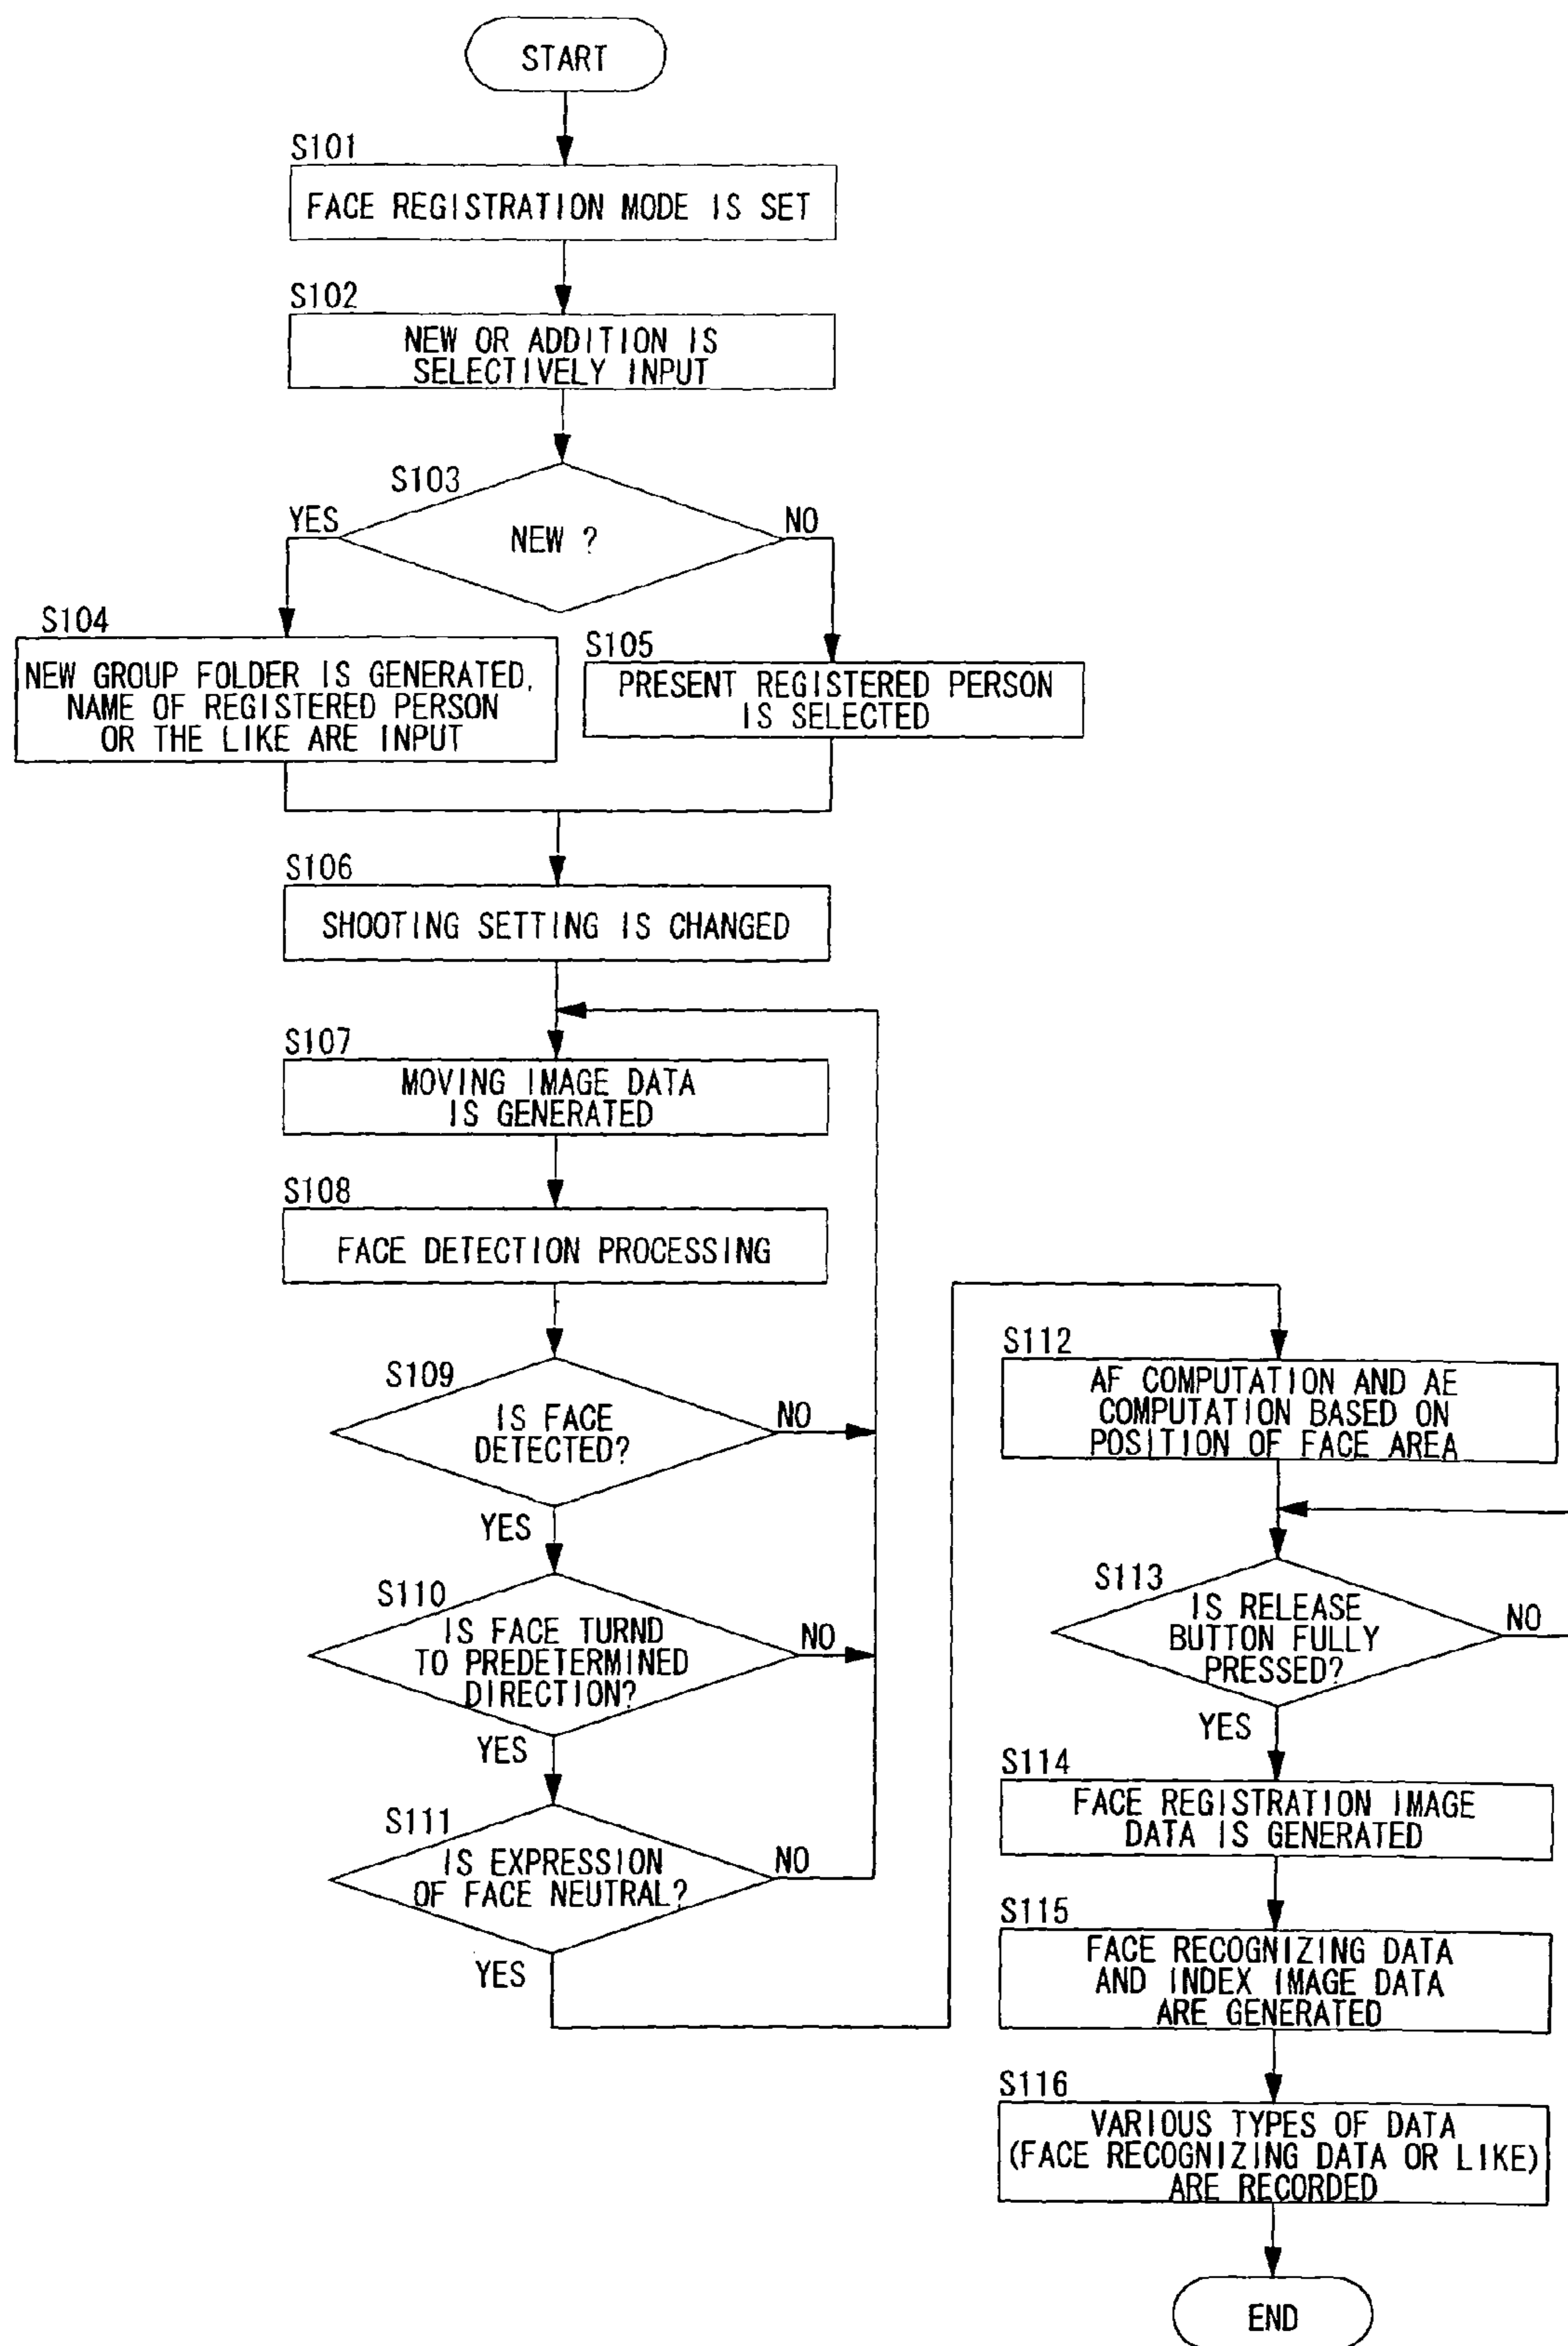 START
S101
FACE REGISTRATION MODE IS SET
S102
NEW OR ADDITION IS
SELECTIVELY INPUT
S103
YES
NEW ?
NO
S104
NEW GROUP FOLDER IS GENERATED,
NAME OF REGISTERED PERSON
OR THE LIKE ARE INPUT
S105
PRESENT REGISTERED PERSON
IS SELECTED
S106
SHOOTING SETTING IS CHANGED
S107
MOVING IMAGE DATA
IS GENERATED
S108
FACE DETECTION PROCESSING
S109
IS FACE
DETECTED?
NO
YES
S110
IS FACE TURND
TO PREDETERMINED
DIRECTION?
NO
YES
S111
IS EXPRESSION
OF FACE NEUTRAL?
NO
YES
S112
AF COMPUTATION AND AE
COMPUTATION BASED ON
POSITION OF FACE AREA
S113
IS RELEASE
BUTTON FULLY
PRESSED?
NO
YES
S114
FACE REGISTRATION IMAGE
DATA IS GENERATED
S115
FACE RECOGNIZING DATA
AND INDEX IMAGE DATA
ARE GENERATED
S116
VARIOUS TYPES OF DATA
(FACE RECOGNIZING DATA OR LIKE)
ARE RECORDED
END